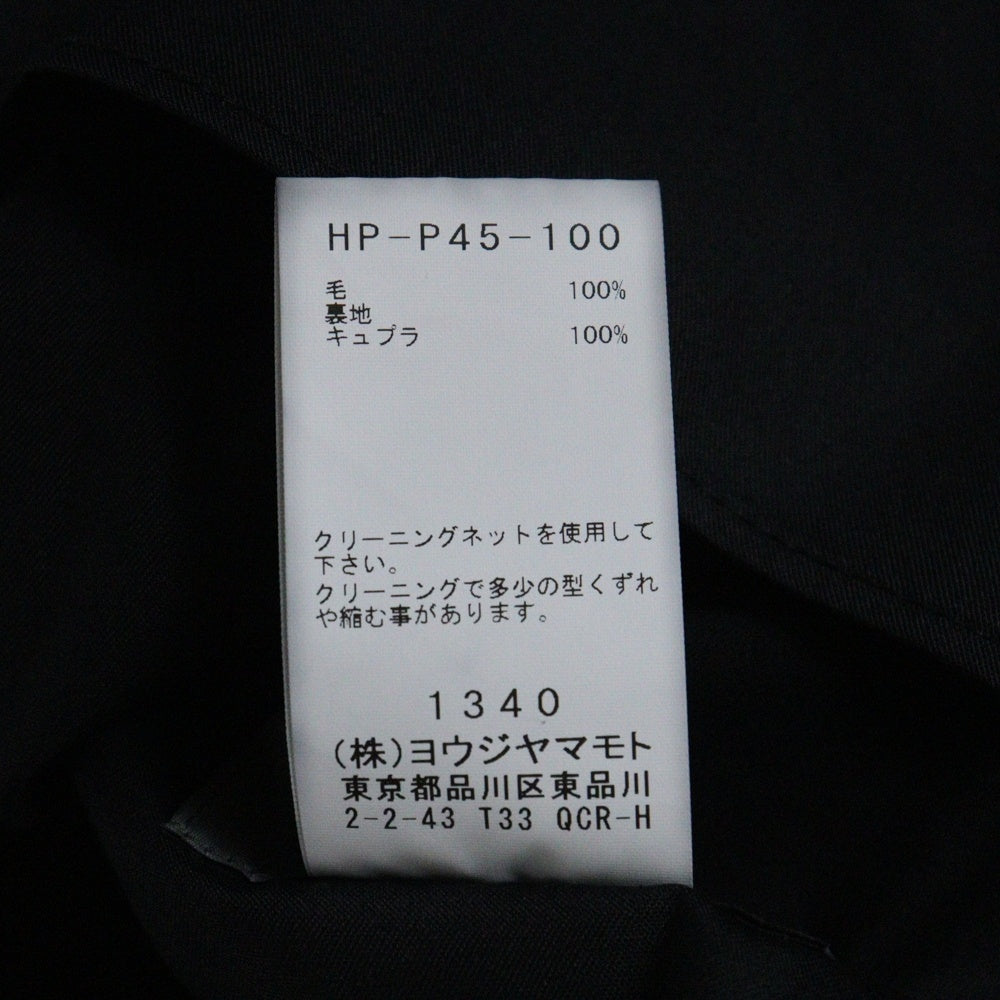 HP-P45-100
毛 100%
裏地
キュプラ 100%
クリーニングネットを使用して
下さい。
クリーニングで多少の型くずれ
や縮む事があります。
1340
(株)ヨウジヤマモト
東京都品川区東品川
2-2-43 T33 QCR-H